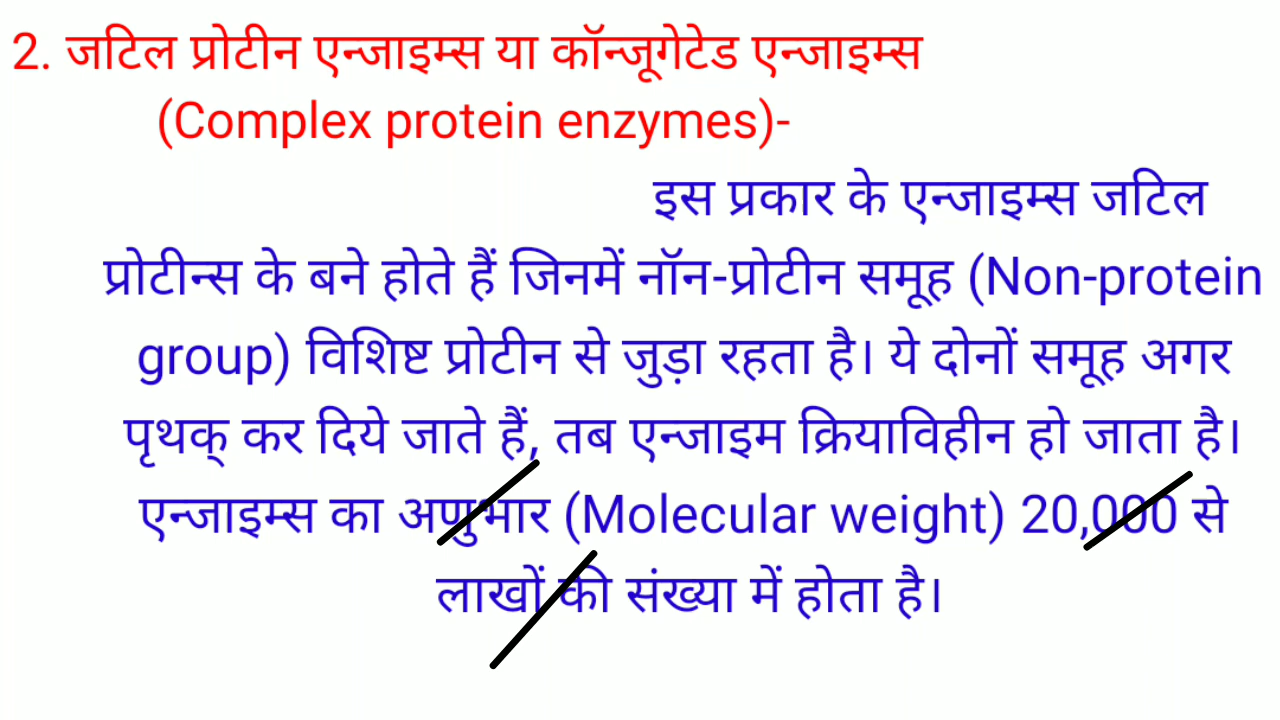 2. जटिल प्रोटीन एन्जाइम्स या कॉन्जूगेटेड एन्जाइम्स
(Complex protein enzymes)-
इस प्रकार के एन्जाइम्स जटिल
प्रोटीन्स के बने होते हैं जिनमें नॉन-प्रोटीन समूह (Non-protein
group) विशिष्ट प्रोटीन से जुड़ा रहता है। ये दोनों समूह अगर
पृथक् कर दिये जाते हैं, तब एन्जाइम क्रियाविहीन हो जाता है।
एन्जाइम्स का अणुभार (Molecular weight) 20,000 से
लाखों की संख्या में होता है।